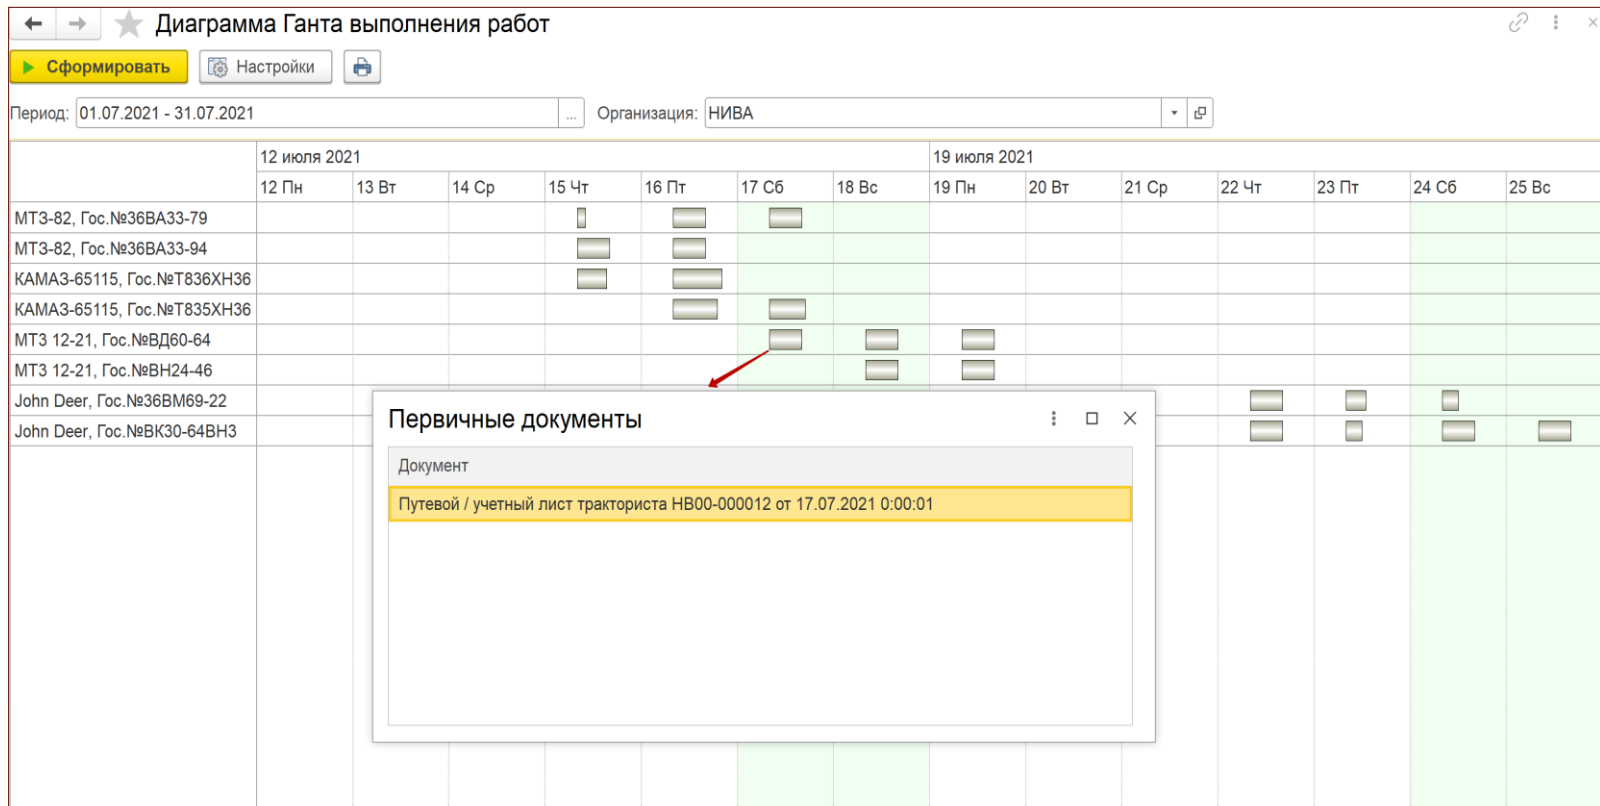 Диаграмма Ганта выполнения работ
Сформировать Настройки
Период: 01.07.2021 - 31.07.2021 ... Организация: НИВА
12 июля 2021 19 июля 2021
12 Пн 13 Вт 14 Ср 15 Чт 16 Пт 17 Сб 18 Вс 19 Пн 20 Вт 21 Ср 22 Чт 23 Пт 24 Сб 25 Вс
МТЗ-82, Гос.№36ВА33-79
МТЗ-82, Гос.№36ВА33-94
КАМАЗ-65115, Гос.№Т836ХН36
КАМАЗ-65115, Гос.№Т835ХН36
МТЗ 12-21, Гос.№ВД60-64
МТЗ 12-21, Гос.№ВН24-46
John Deer, Гос.№36ВМ69-22
John Deer, Гос.№ВК30-64ВН3
Первичные документы
Документ
Путевой / учетный лист тракториста НВ00-000012 от 17.07.2021 0:00:01